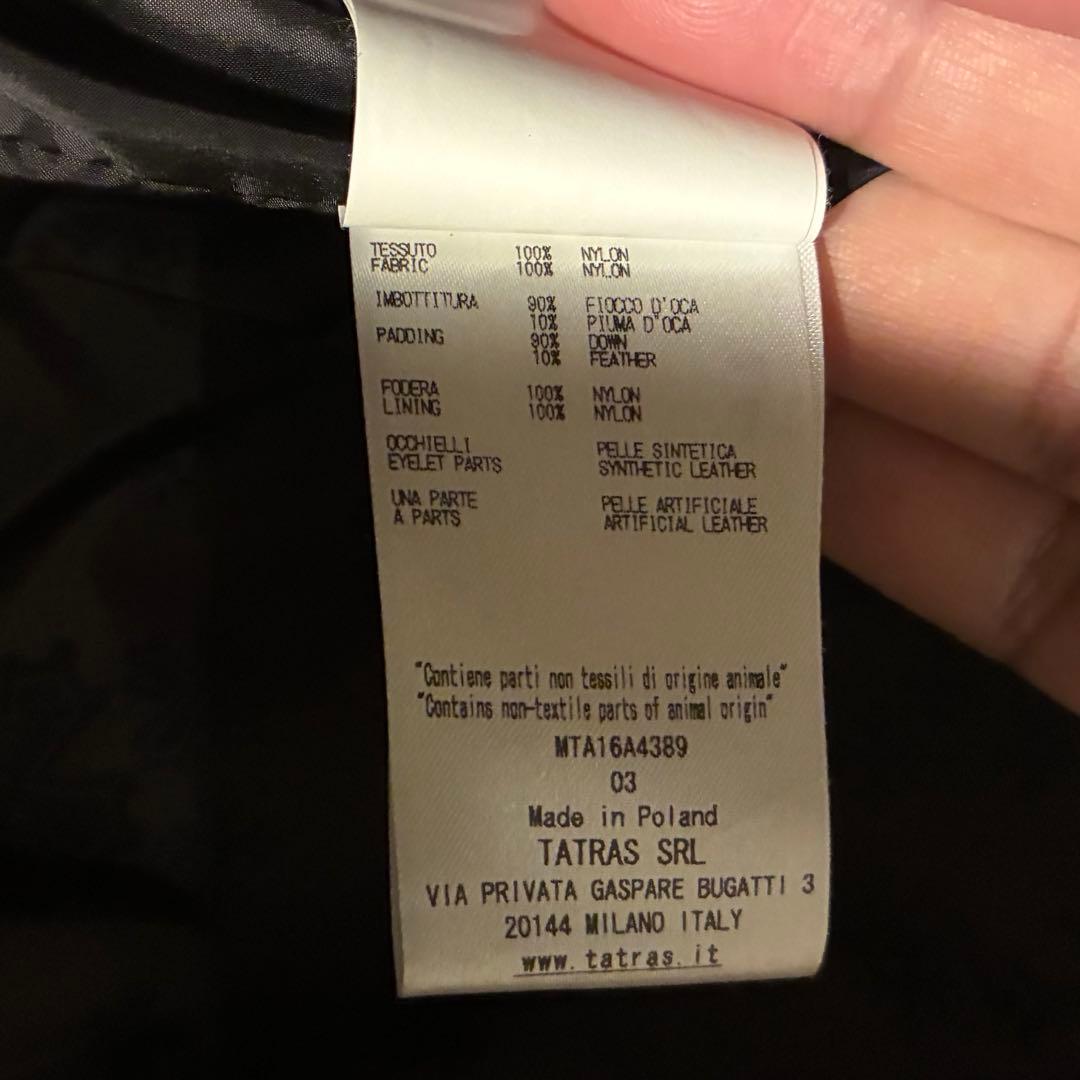 TESSUTO 100% NYLON
FABRIC 100% NYLON
IMBOTTITURA 90% FIOCCO D'OCA
10% PIUMA D'OCA
PADDING 90% DOWN
10% FEATHER
FODERA 100% NYLON
LINING 100% NYLON
OCCHIELLI PELLE SINTETICA
EYELET PARTS SYNTHETIC LEATHER
UNA PARTE PELLE ARTIFICIALE
A PARTS ARTIFICIAL LEATHER
"Contiene parti non tessili di origine animale"
"Contains non-textile parts of animal origin"
MTA16A4389
03
Made in Poland
TATRAS SRL
VIA PRIVATA GASPARE BUGATTI 3
20144 MILANO ITALY
www.tatras.it